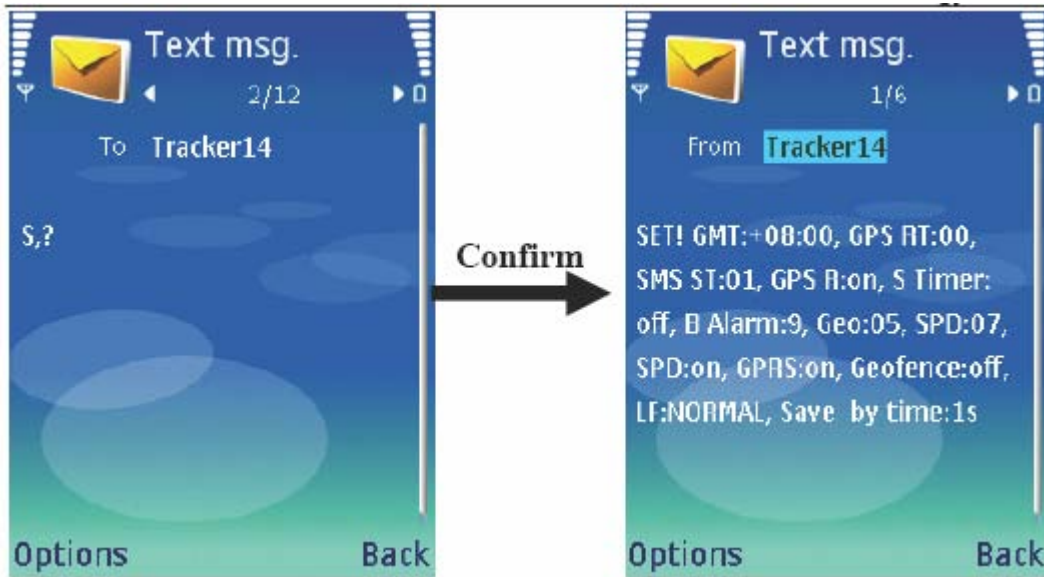 Text msg.
2/12
To Tracker14
S,?
Options Back
Confirm
Text msg.
1/6
From Tracker14
SET! GMT:+08:00, GPS RT:00,
SMS ST:01, GPS R:on, S Timer:
off, B Alarm:9, Geo:05, SPD:07,
SPD:on, GPRS:on, Geofence:off,
LF:NORMAL, Save by time:1s
Options Back